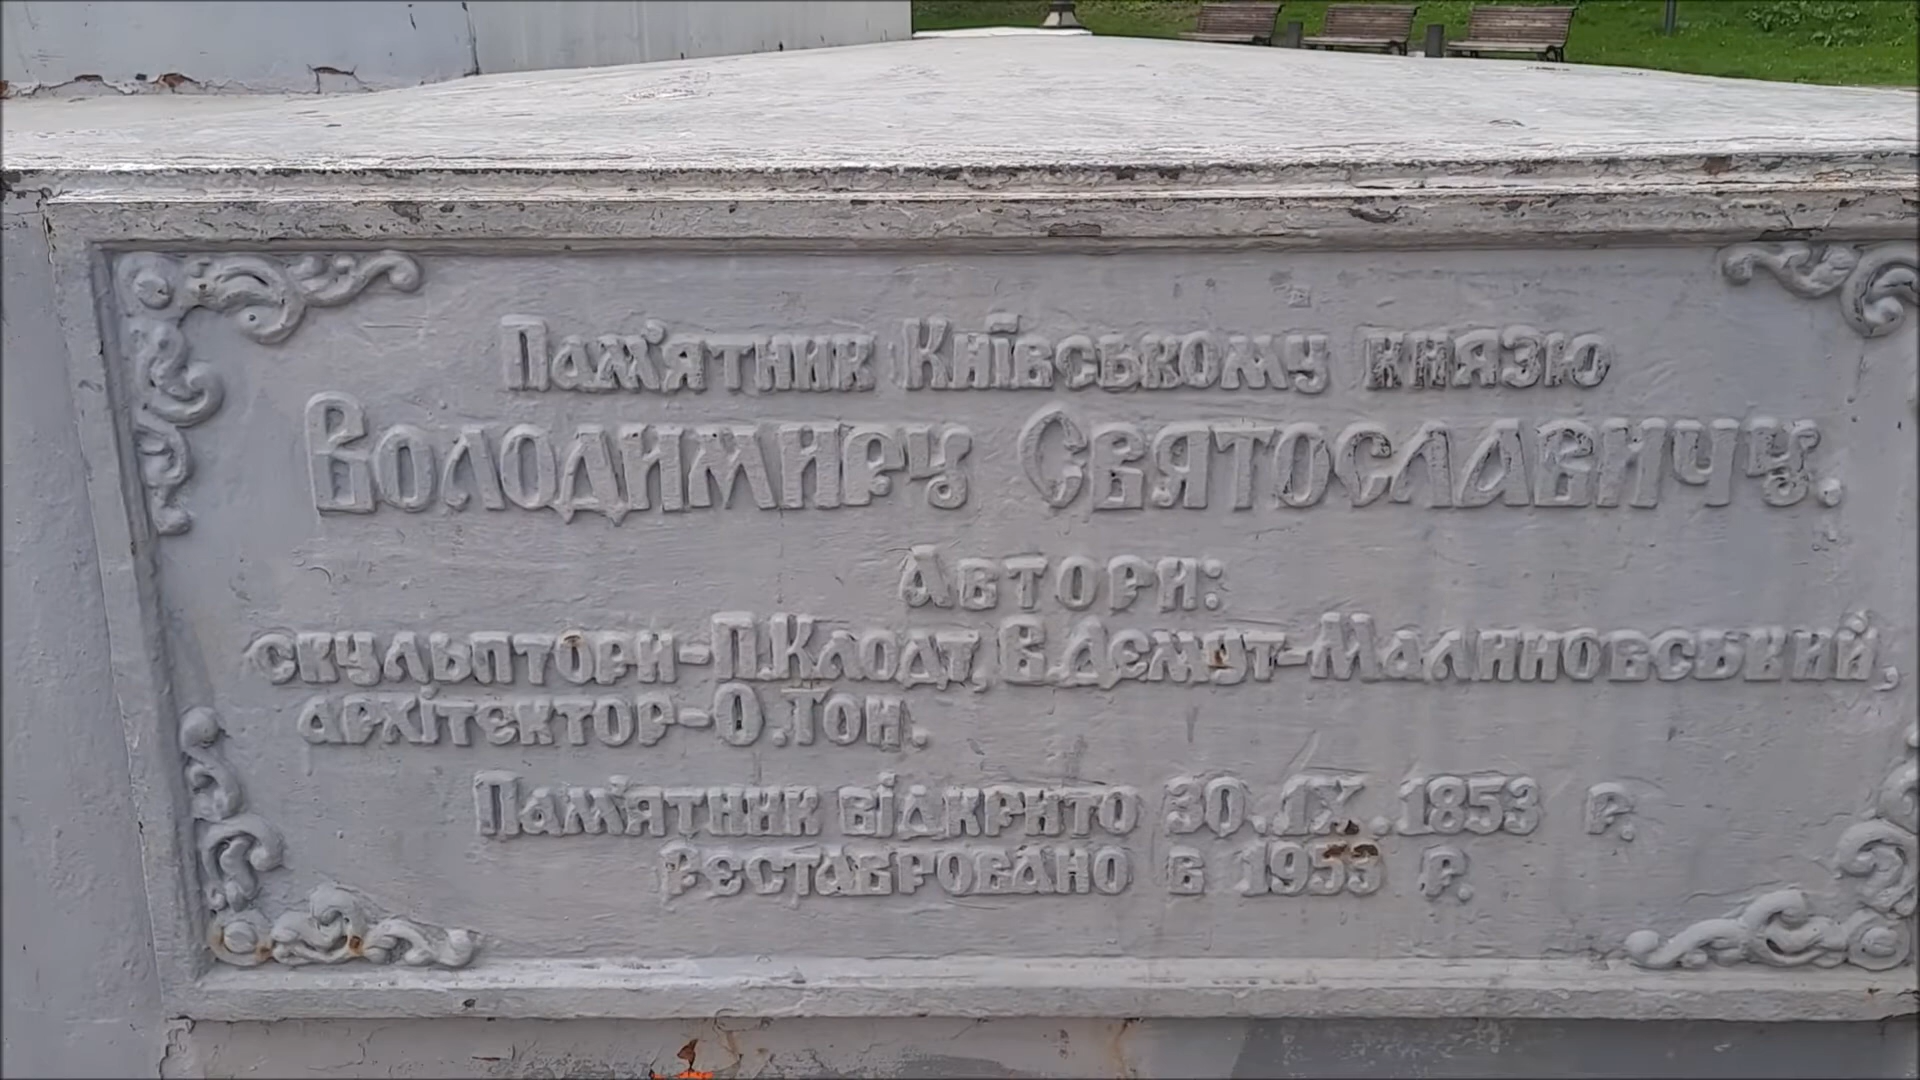 Пам'ятник Київському князю
Володимиру Святославичу.
Автори:
скульптори-П.Клодт, В.Демут-Малиновський,
архітектор-О.Тон.
Пам'ятник відкрито 30.IX.1853 р.
реставровано в 1953 р.